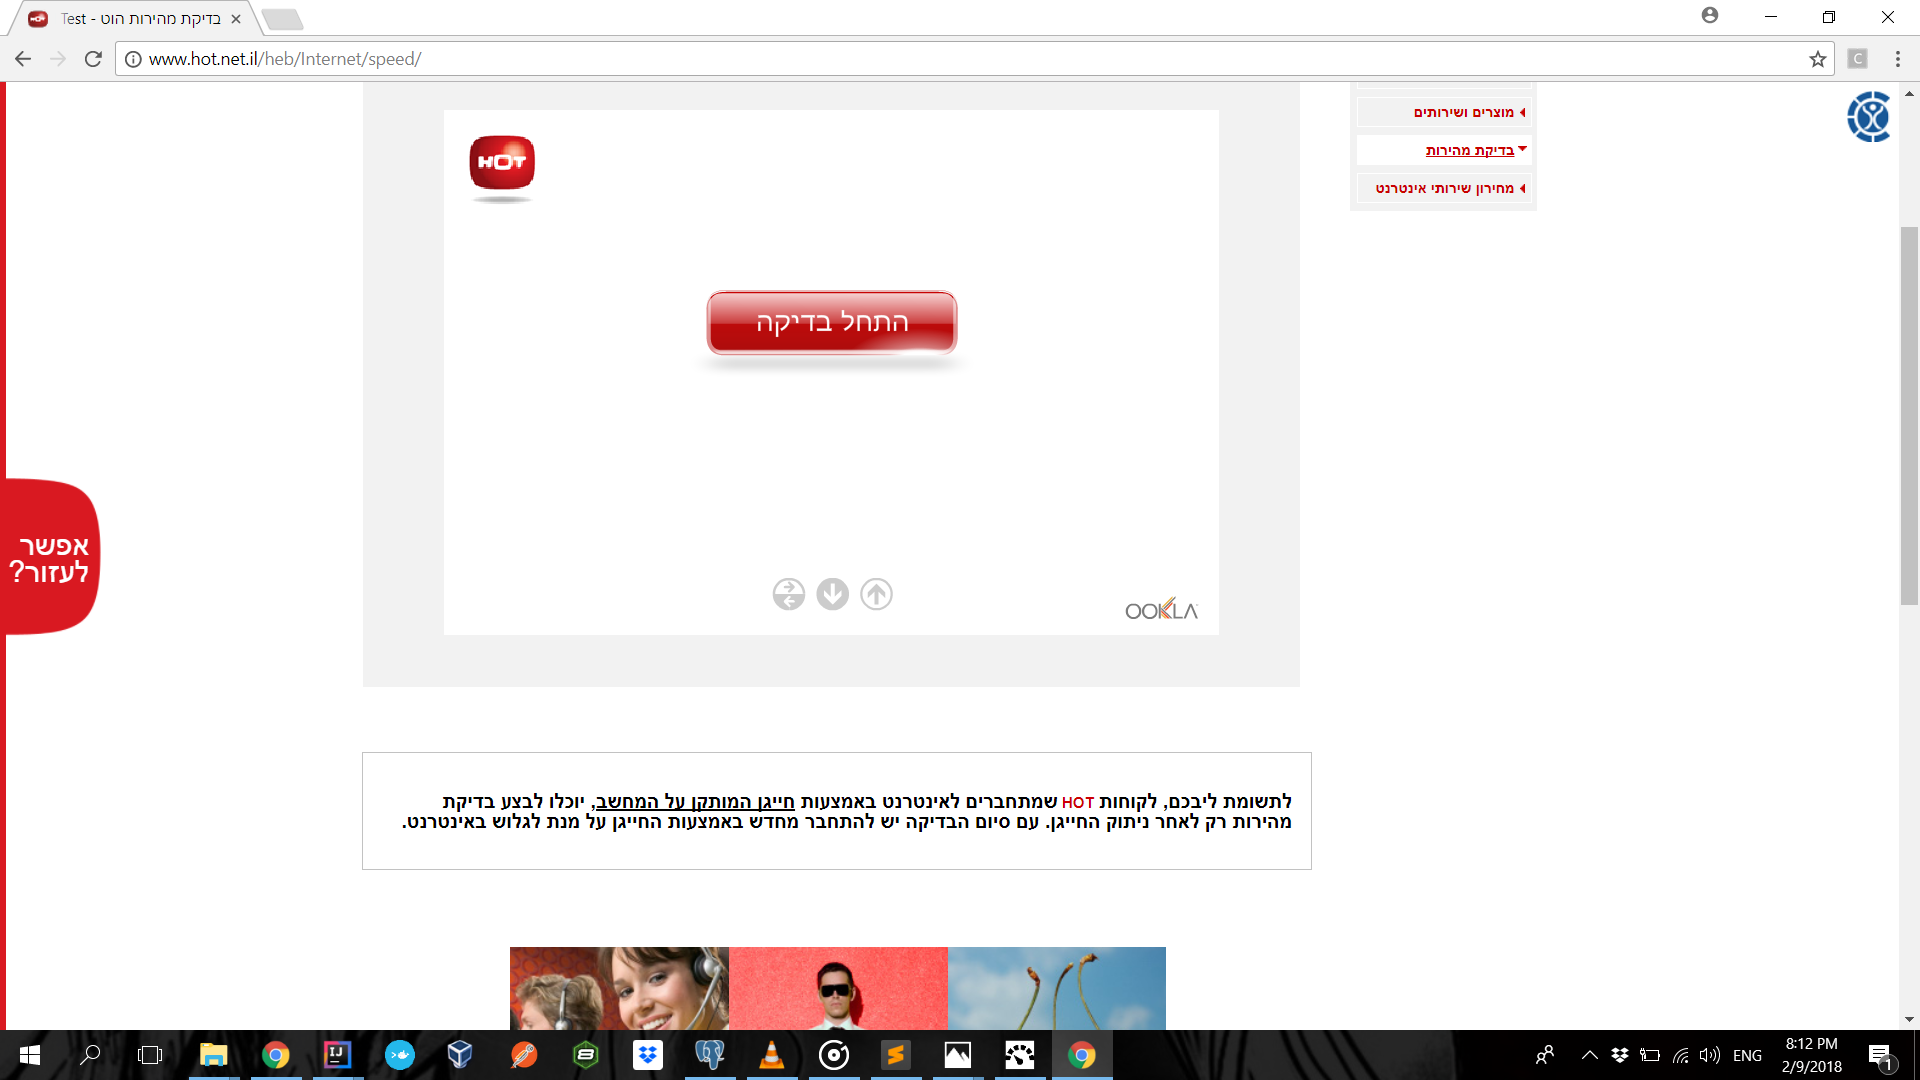 Test - בדיקת מהירות הוט
www.hot.net.il/heb/Internet/speed/
C
מוצרים ושירותים
בדיקת מהירות
מחירון שירותי אינטרנט
HOT
התחל בדיקה
אפשר
לעזור?
OOKLA
לתשומת ליבכם, לקוחות HOT שמתחברים לאינטרנט באמצעות חייגן המותקן על המחשב, יוכלו לבצע בדיקת
מהירות רק לאחר ניתוק החייגן. עם סיום הבדיקה יש להתחבר מחדש באמצעות החייגן על מנת לגלוש באינטרנט.
IJ
8
ENG
8:12 PM
2/9/2018
1